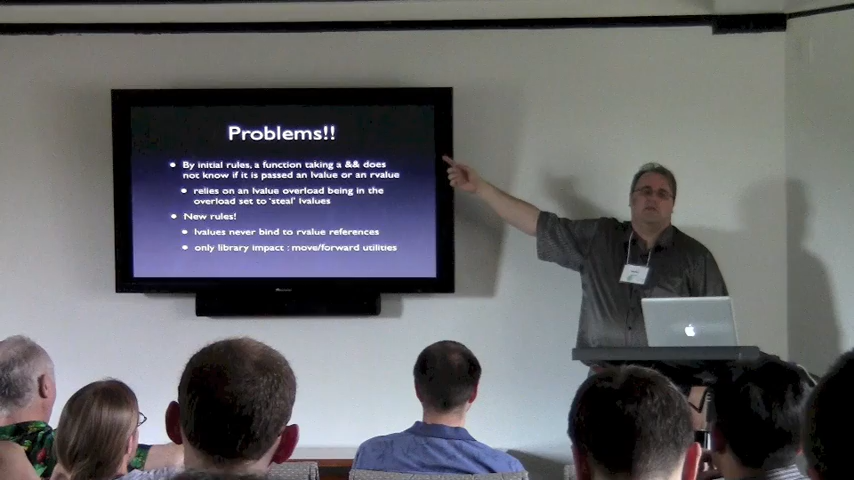 Problems!!
By initial rules, a function taking a && does
not know if it is passed an lvalue or an rvalue
relies on an lvalue overload being in the
overload set to 'steal' lvalues
New rules!
lvalues never bind to rvalue references
only library impact : move/forward utilities